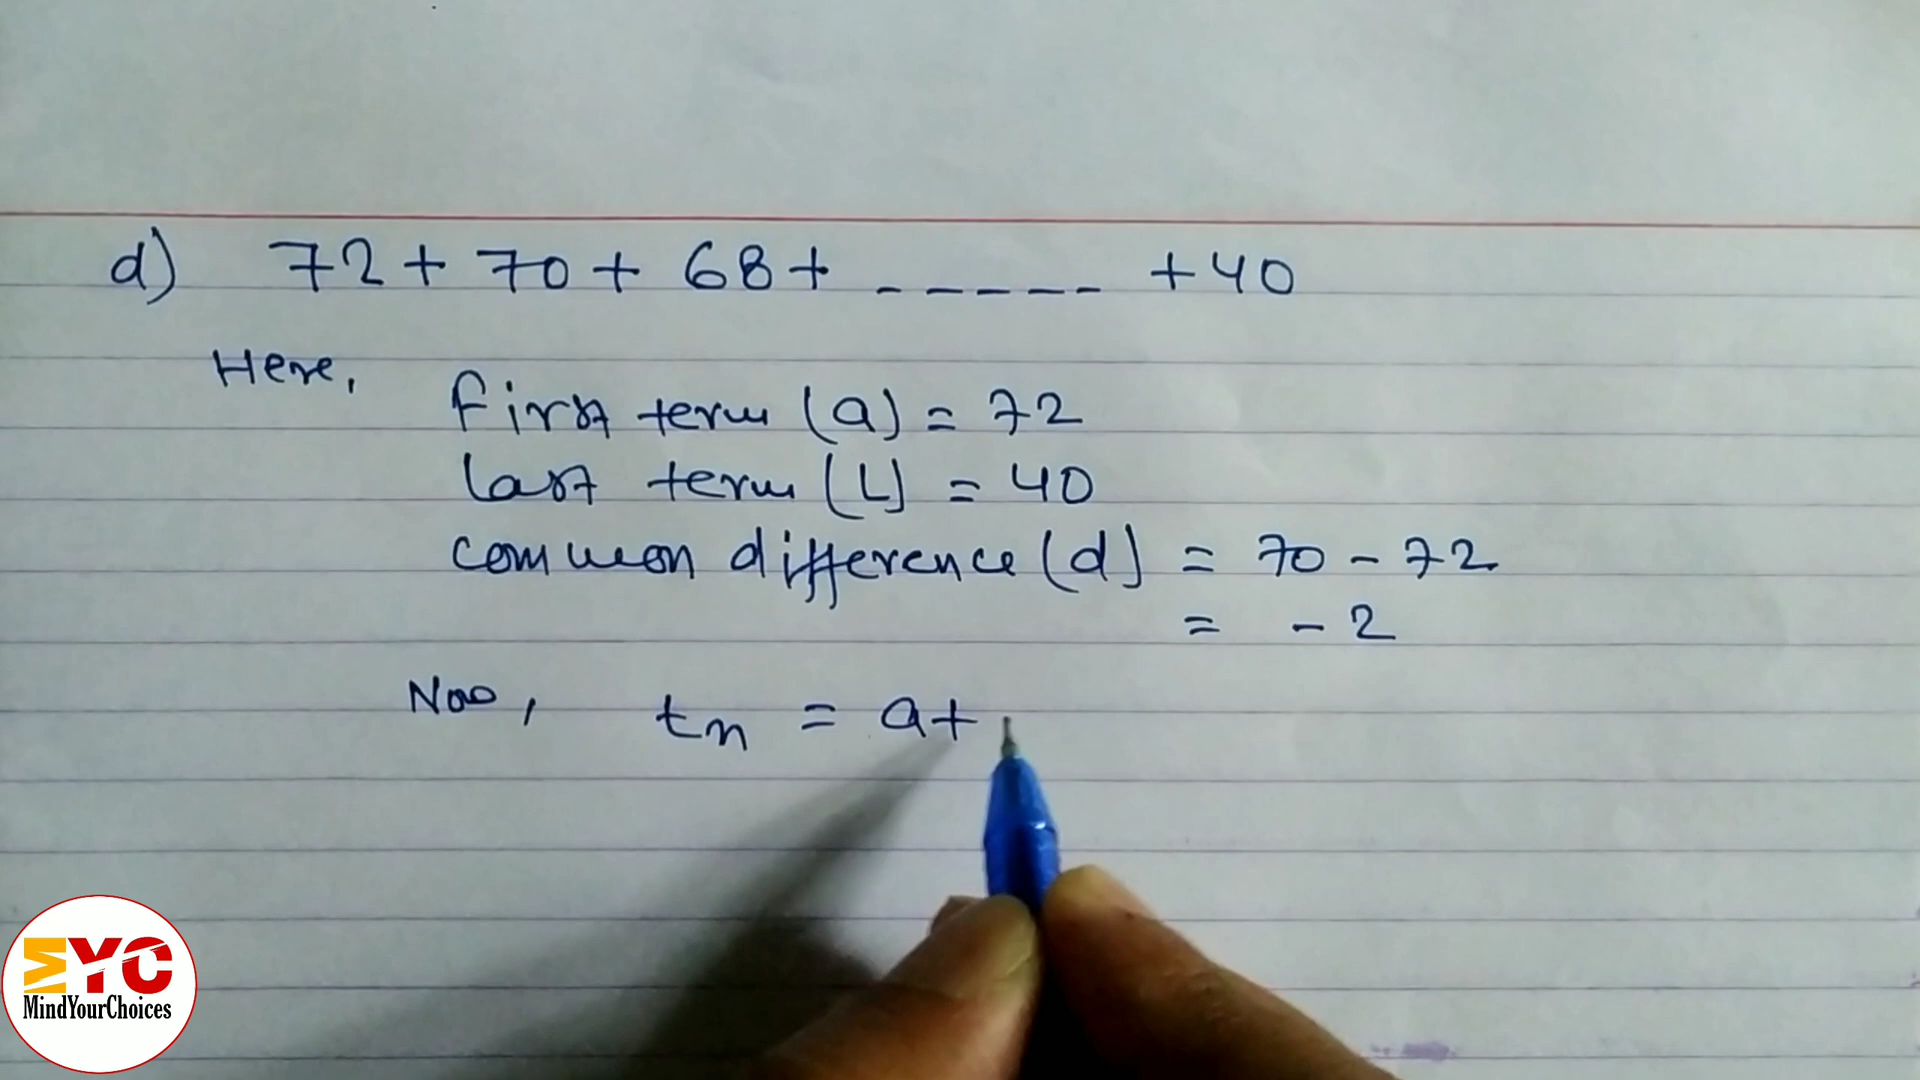 d) 72 + 70 + 68 + _ _ _ _ _ + 40
Here,
First term (a) = 72
last term (L) = 40
common difference (d) = 70 - 72
= - 2
Now, tn = a+
MYC
MindYourChoices